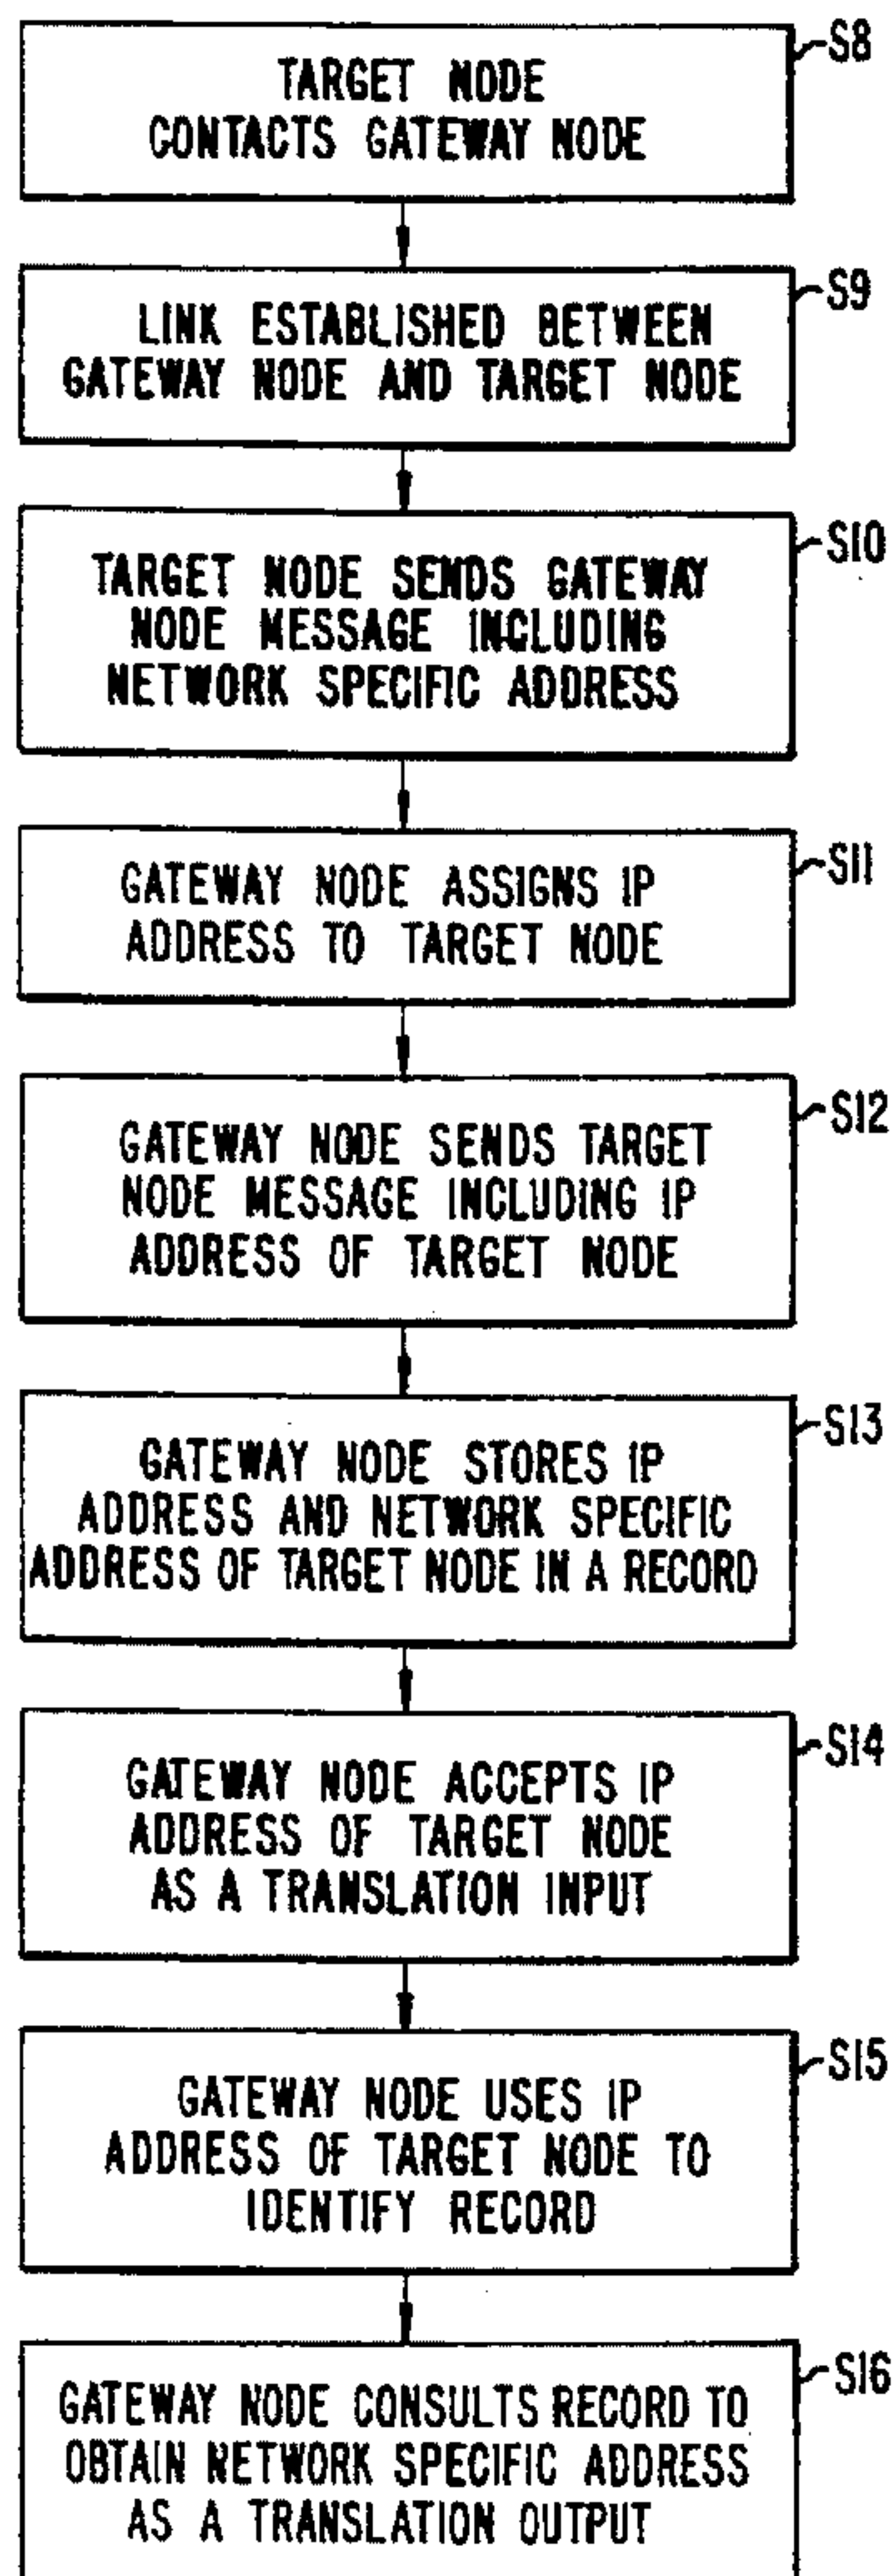 S8
TARGET NODE
CONTACTS GATEWAY NODE
S9
LINK ESTABLISHED BETWEEN
GATEWAY NODE AND TARGET NODE
S10
TARGET NODE SENDS GATEWAY
NODE MESSAGE INCLUDING
NETWORK SPECIFIC ADDRESS
S11
GATEWAY NODE ASSIGNS IP
ADDRESS TO TARGET NODE
S12
GATEWAY NODE SENDS TARGET
NODE MESSAGE INCLUDING IP
ADDRESS OF TARGET NODE
S13
GATEWAY NODE STORES IP
ADDRESS AND NETWORK SPECIFIC
ADDRESS OF TARGET NODE IN A RECORD
S14
GATEWAY NODE ACCEPTS IP
ADDRESS OF TARGET NODE
AS A TRANSLATION INPUT
S15
GATEWAY NODE USES IP
ADDRESS OF TARGET NODE TO
IDENTIFY RECORD
S16
GATEWAY NODE CONSULTS RECORD TO
OBTAIN NETWORK SPECIFIC ADDRESS
AS A TRANSLATION OUTPUT